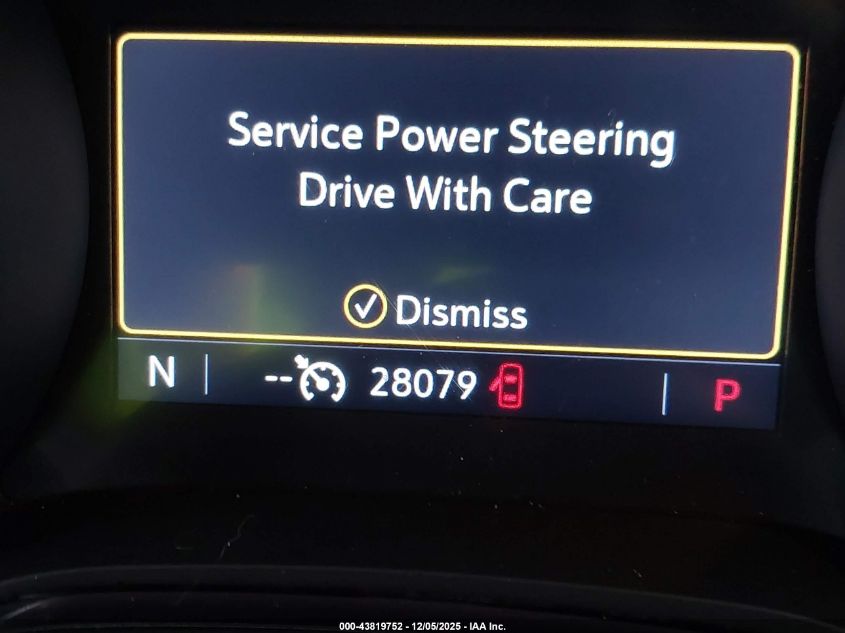 Service Power Steering
Drive With Care
Dismiss
N -- 28079 P
000-43819752 - 12/05/2025 - IAA Inc.